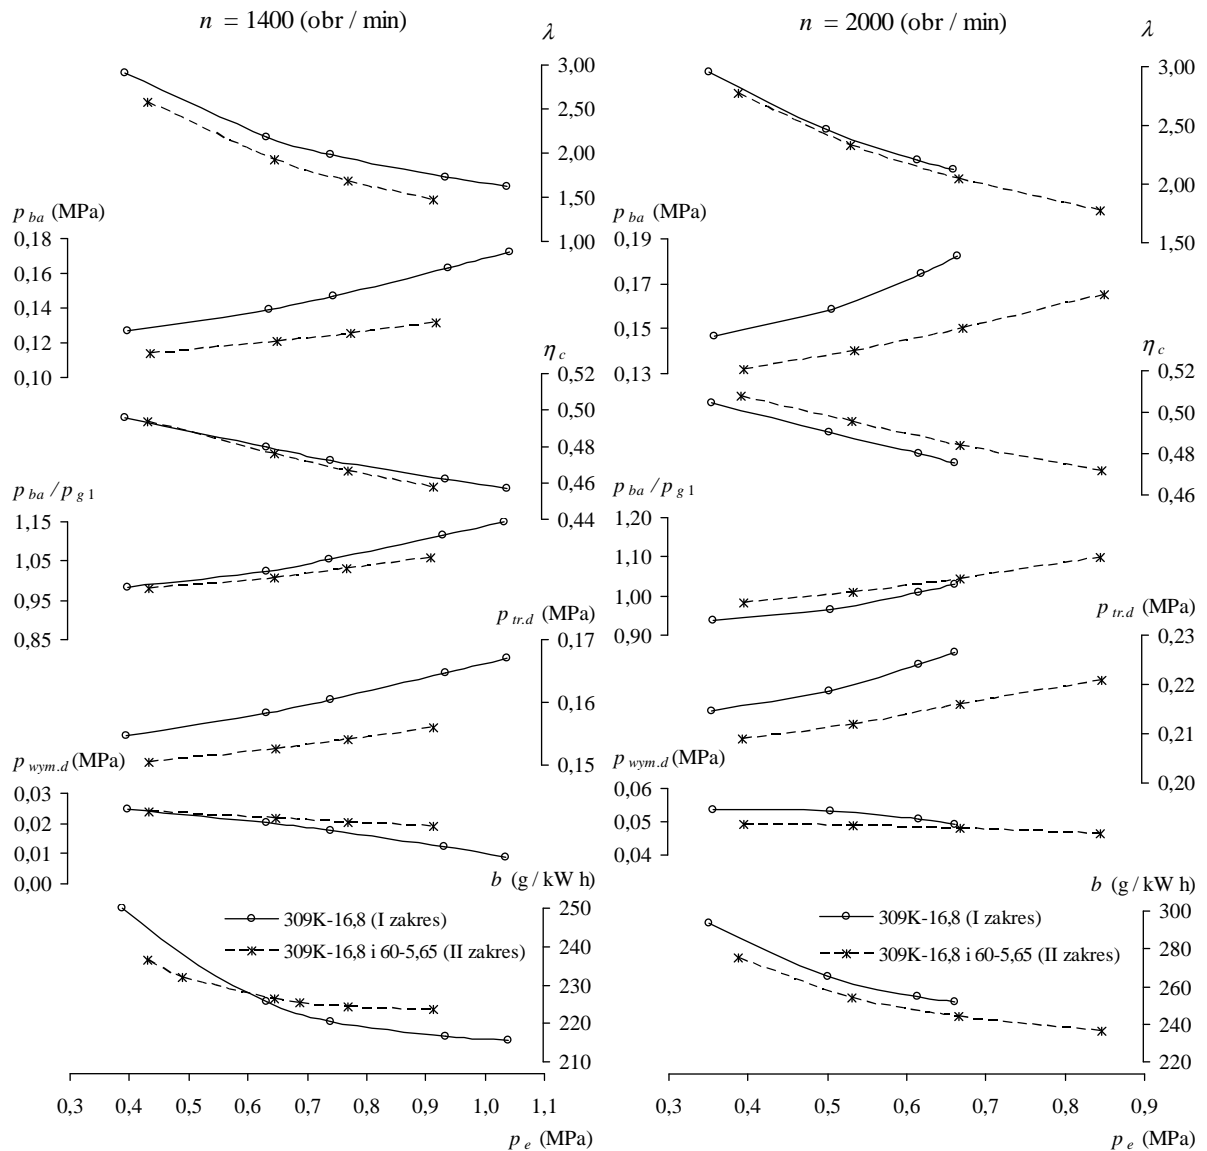 n = 1400 (obr / min)
λ
3,00
2,50
2,00
1,50
1,00
p ba (MPa)
0,18
0,16
0,14
0,12
0,10
η c
0,52
0,50
0,48
0,46
0,44
p ba / p g 1
1,15
1,05
0,95
0,85
p tr.d (MPa)
0,17
0,16
0,15
p wym.d (MPa)
0,03
0,02
0,01
0,00
b (g / kW h)
250
240
230
220
210
309K-16,8 (I zakres)
309K-16,8 i 60-5,65 (II zakres)
0,3 0,4 0,5 0,6 0,7 0,8 0,9 1,0 1,1
p e (MPa)
n = 2000 (obr / min)
λ
3,00
2,50
2,00
1,50
p ba (MPa)
0,19
0,17
0,15
0,13
η c
0,52
0,50
0,48
0,46
p ba / p g 1
1,20
1,10
1,00
0,90
p tr.d (MPa)
0,23
0,22
0,21
0,20
p wym.d (MPa)
0,06
0,05
0,04
b (g / kW h)
300
280
260
240
220
309K-16,8 (I zakres)
309K-16,8 i 60-5,65 (II zakres)
0,3 0,4 0,5 0,6 0,7 0,8 0,9
p e (MPa)